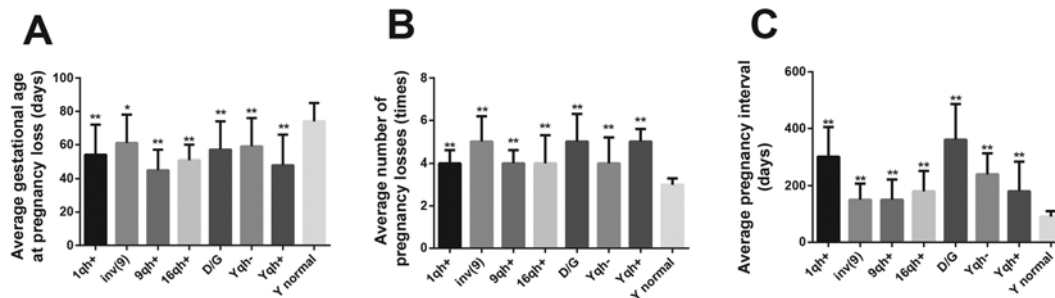 A
Average gestational age
at pregnancy loss (days)
100
80
60
40
20
0
** * ** ** ** ** **
1qh+ inv(9) 9qh+ 16qh+ D/G Yqh- Yqh+ Y normal
B
Average number of
pregnancy losses (times)
8
6
4
2
0
** ** ** ** ** ** **
1qh+ inv(9) 9qh+ 16qh+ D/G Yqh- Yqh+ Y normal
C
Average pregnancy interval
(days)
600
400
200
0
** ** ** ** ** ** **
1qh+ inv(9) 9qh+ 16qh+ D/G Yqh- Yqh+ Y normal